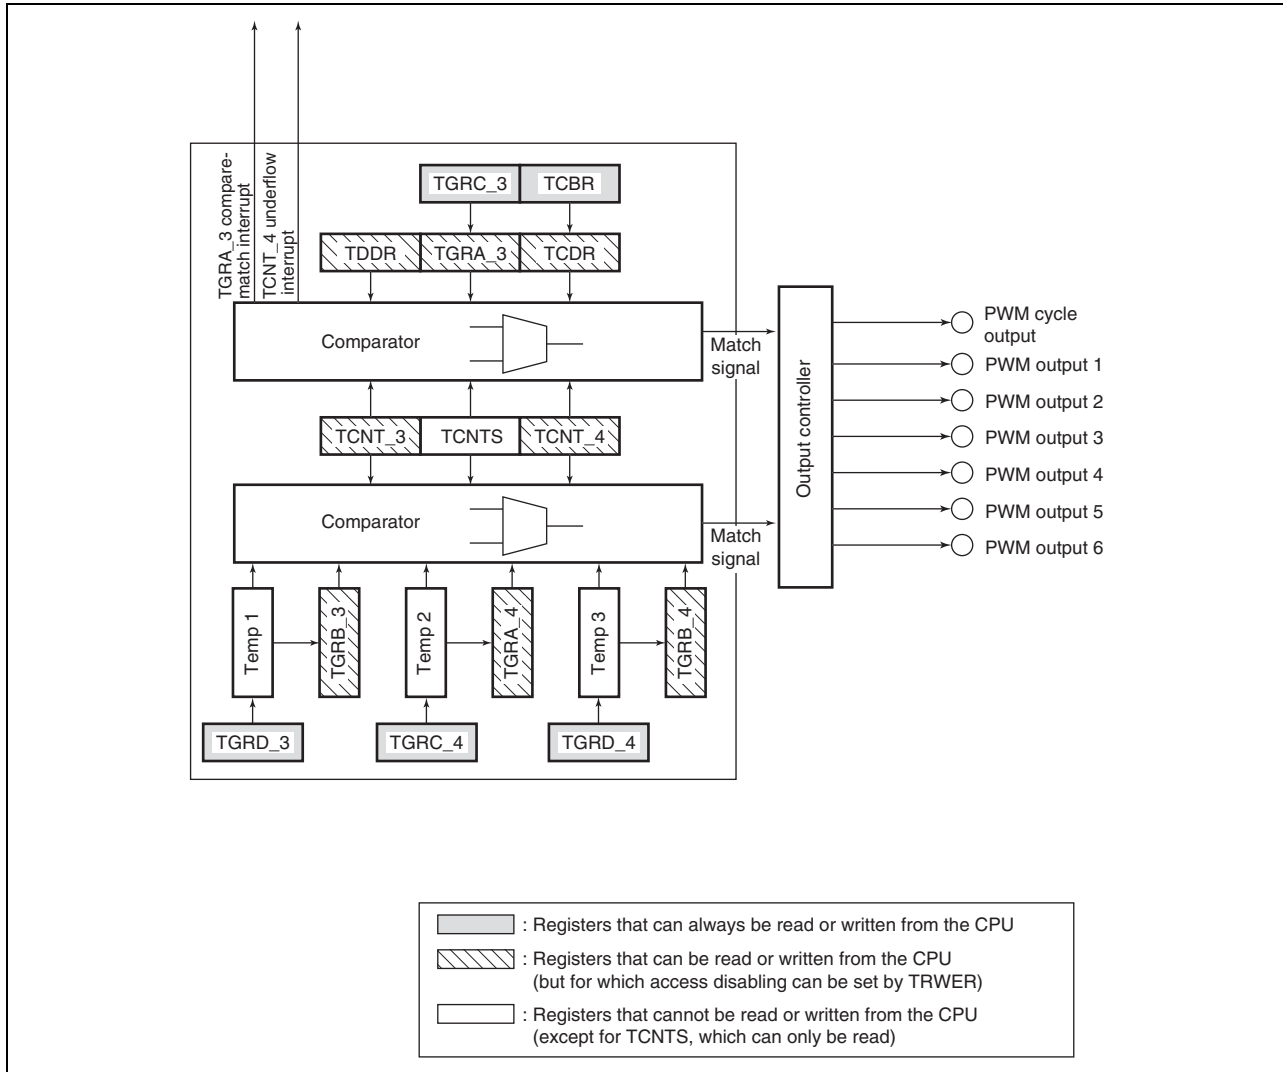 TGRA_3 compare-
match interrupt
TCNT_4 underflow
interrupt
TGRC_3
TCBR
TDDR
TGRA_3
TCDR
Comparator
Match
signal
TCNT_3
TCNTS
TCNT_4
Comparator
Match
signal
Output controller
PWM cycle
output
PWM output 1
PWM output 2
PWM output 3
PWM output 4
PWM output 5
PWM output 6
Temp 1
TGRB_3
Temp 2
TGRA_4
Temp 3
TGRB_4
TGRD_3
TGRC_4
TGRD_4
: Registers that can always be read or written from the CPU
: Registers that can be read or written from the CPU
(but for which access disabling can be set by TRWER)
: Registers that cannot be read or written from the CPU
(except for TCNTS, which can only be read)